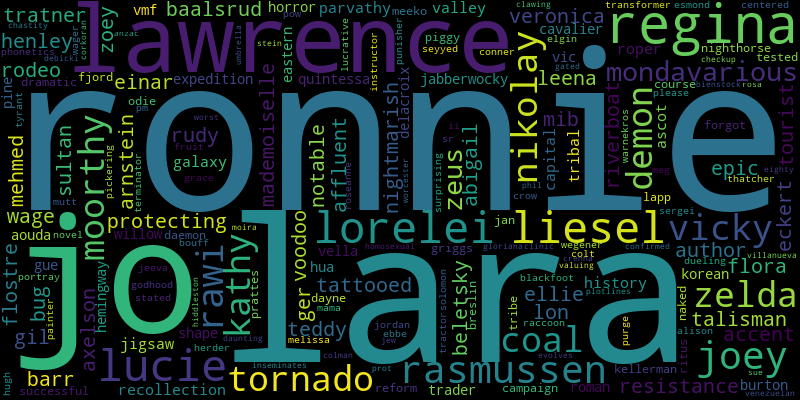 tratner vmf baalsrud horror pow parvathy meeko valley clawing transformer esmond centered
chastity zoey lawrence piggy veronica cavalier regina
henley phonetics wager corkoran anzac umbrella stein lucrative punisher seyyed conner elgin roper nighthorse tested
debicki instructor vic gated checkup
rodeo fjord expedition eastern jabberwocky leena mondavarious
pine dramatic einar quintessa course please bienstock rosa
tyrant odie mademoiselle delacroix nikolay mib ascot
ronnie
mehmed sultan moorthy pickering arnstein terminator pm worst rudy galaxy fruit grace notable affluent nightmarish worcester surprising ii sr zeus abigail crow phil tribal capital riverboat demon warnekros forgot epic thatcher eckert tourist eighty
mutt lapp sergei
wage protecting voodoo lorelei jan liesel vicky
aouda novel willow daemon moira author villanueva
flostre gue bouff rawi kathy vella homosexual griggs glorianaclinic wegener confirmed dueling
portray jo jeeva hiddleston prattes hua colt valuing korean flora
godhood stated lara
bug painter hemingway ger tattooed blackfoot ellie history plotlines naked zelda
axelson dayne mama tribe solomon tractor beletsky breslin lon raccoon
gil shape teddy jordan ebbe coal purge alison talisman
jigsaw herder daunting melissa jew accent joey
barr lucie inseminates colman evolves rasmussen kellerman ritus sue
hugh successful recollection tornado prot reform trader campaign roman resistance burton venezuelan